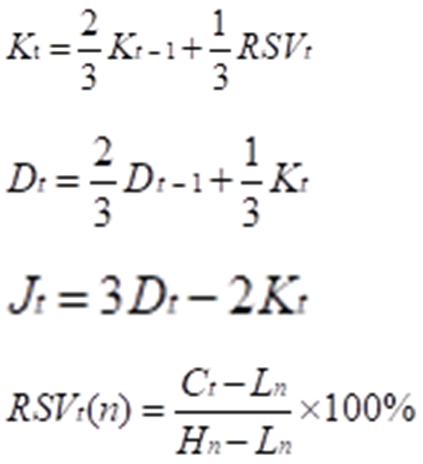 Kₜ = 2/3 Kₜ₋₁ + 1/3 RSVₜ
Dₜ = 2/3 Dₜ₋₁ + 1/3 Kₜ
Jₜ = 3Dₜ − 2Kₜ
RSVₜ(n) = (Cₜ − Lₙ)/(Hₙ − Lₙ) ×100%